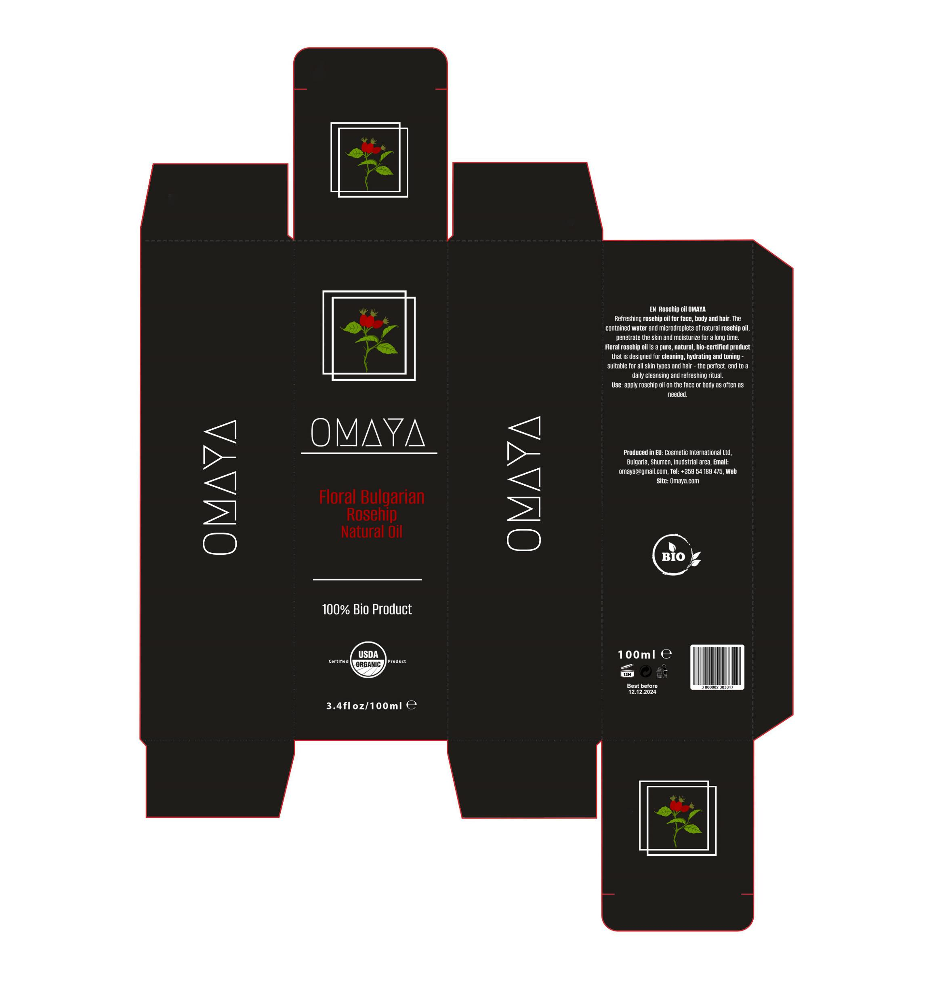 OMAYA
OMAYA
Floral Bulgarian
Rosehip
Natural Oil
100% Bio Product
Certified
USDA
ORGANIC
Product
3.4fl oz/100ml ℮
OMAYA
EN Rosehip oil OMAYA
Refreshing rosehip oil for face, body and hair. The
contained water and microdroplets of natural rosehip oil,
penetrate the skin and moisturize for a long time.
Floral rosehip oil is a pure, natural, bio-certified product
that is designed for cleaning, hydrating and toning -
suitable for all skin types and hair - the perfect. end to a
daily cleansing and refreshing ritual.
Use: apply rosehip oil on the face or body as often as
needed.
Produced in EU: Cosmetic International Ltd,
Bulgaria, Shumen, Inudstrial area, Email:
omaya@gmail.com, Tel: +359 54 189 475, Web
Site: Omaya.com
BIO
100ml ℮
12M
Best before
12.12.2024
3 800002 303317